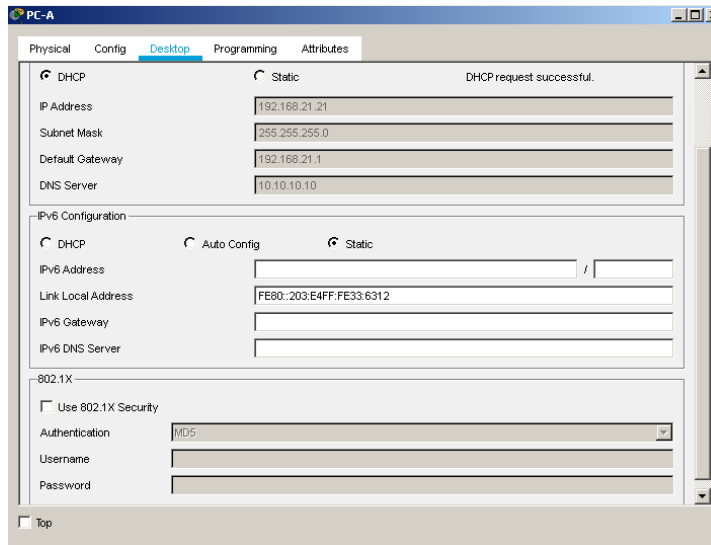 PC-A
Physical Config Desktop Programming Attributes
DHCP Static DHCP request successful.
IP Address 192.168.21.21
Subnet Mask 255.255.255.0
Default Gateway 192.168.21.1
DNS Server 10.10.10.10
IPv6 Configuration
DHCP Auto Config Static
IPv6 Address /
Link Local Address FE80::203:E4FF:FE33:6312
IPv6 Gateway
IPv6 DNS Server
802.1X
Use 802.1X Security
Authentication MD5
Username
Password
Top